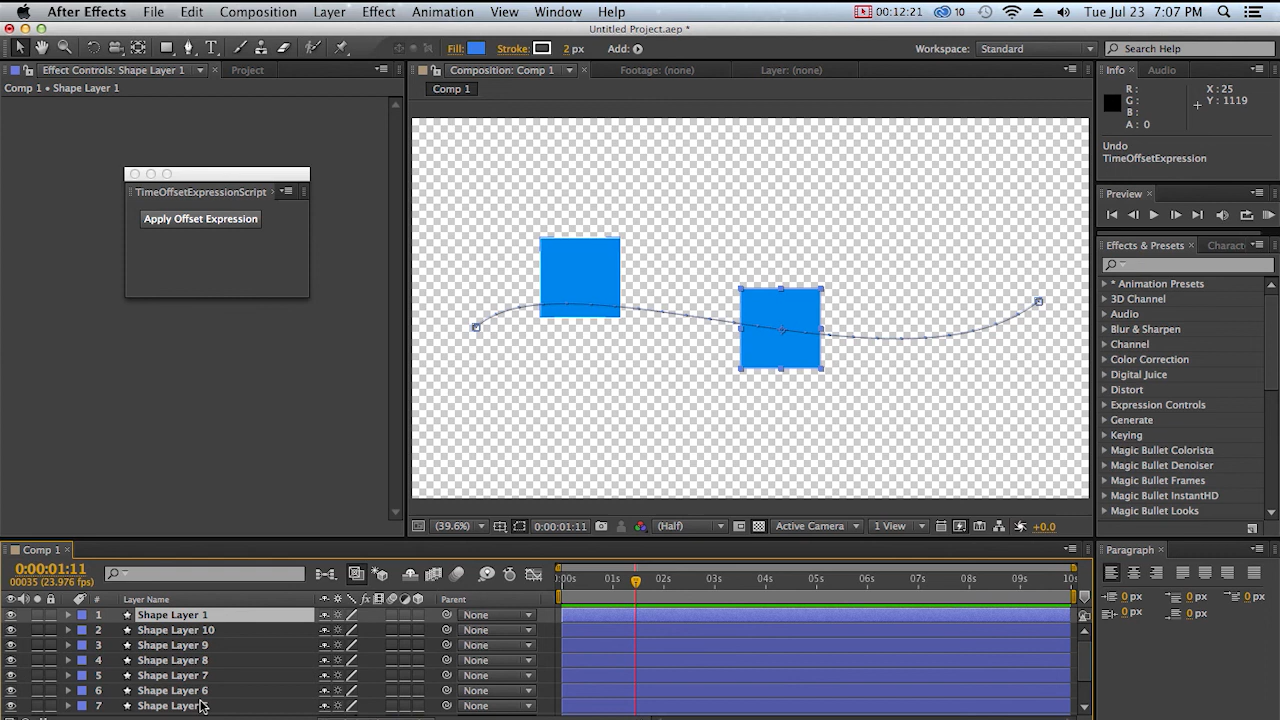 After Effects File Edit Composition Layer Effect Animation View Window Help 00:12:21 10 Tue Jul 23 7:07 PM
Untitled Project.aep *
Fill: Stroke: 2 px Add: Workspace: Standard Search Help
Effect Controls: Shape Layer 1 Project Composition: Comp 1 Footage: (none) Layer: (none) Info Audio
Comp 1 • Shape Layer 1 Comp 1
R: X: 25
G: Y: 1119
B:
A: 0
Undo
TimeOffsetExpression
TimeOffsetExpressionScript
Apply Offset Expression
Preview
Effects & Presets Charact
* Animation Presets
3D Channel
Audio
Blur & Sharpen
Channel
Color Correction
Digital Juice
Distort
Expression Controls
Generate
Keying
Magic Bullet Colorista
Magic Bullet Denoiser
Magic Bullet Frames
Magic Bullet InstantHD
Magic Bullet Looks
(39.6%) 0:00:01:11 (Half) Active Camera 1 View +0.0
Comp 1 Paragraph
0:00:01:11
00035 (23.976 fps)
:00s 01s 02s 03s 04s 05s 06s 07s 08s 09s 10s
# Layer Name fx Parent
1 Shape Layer 1 None
2 Shape Layer 10 None
3 Shape Layer 9 None
4 Shape Layer 8 None
5 Shape Layer 7 None
6 Shape Layer 6 None
7 Shape Layer None
0 px 0 px 0 px
0 px 0 px